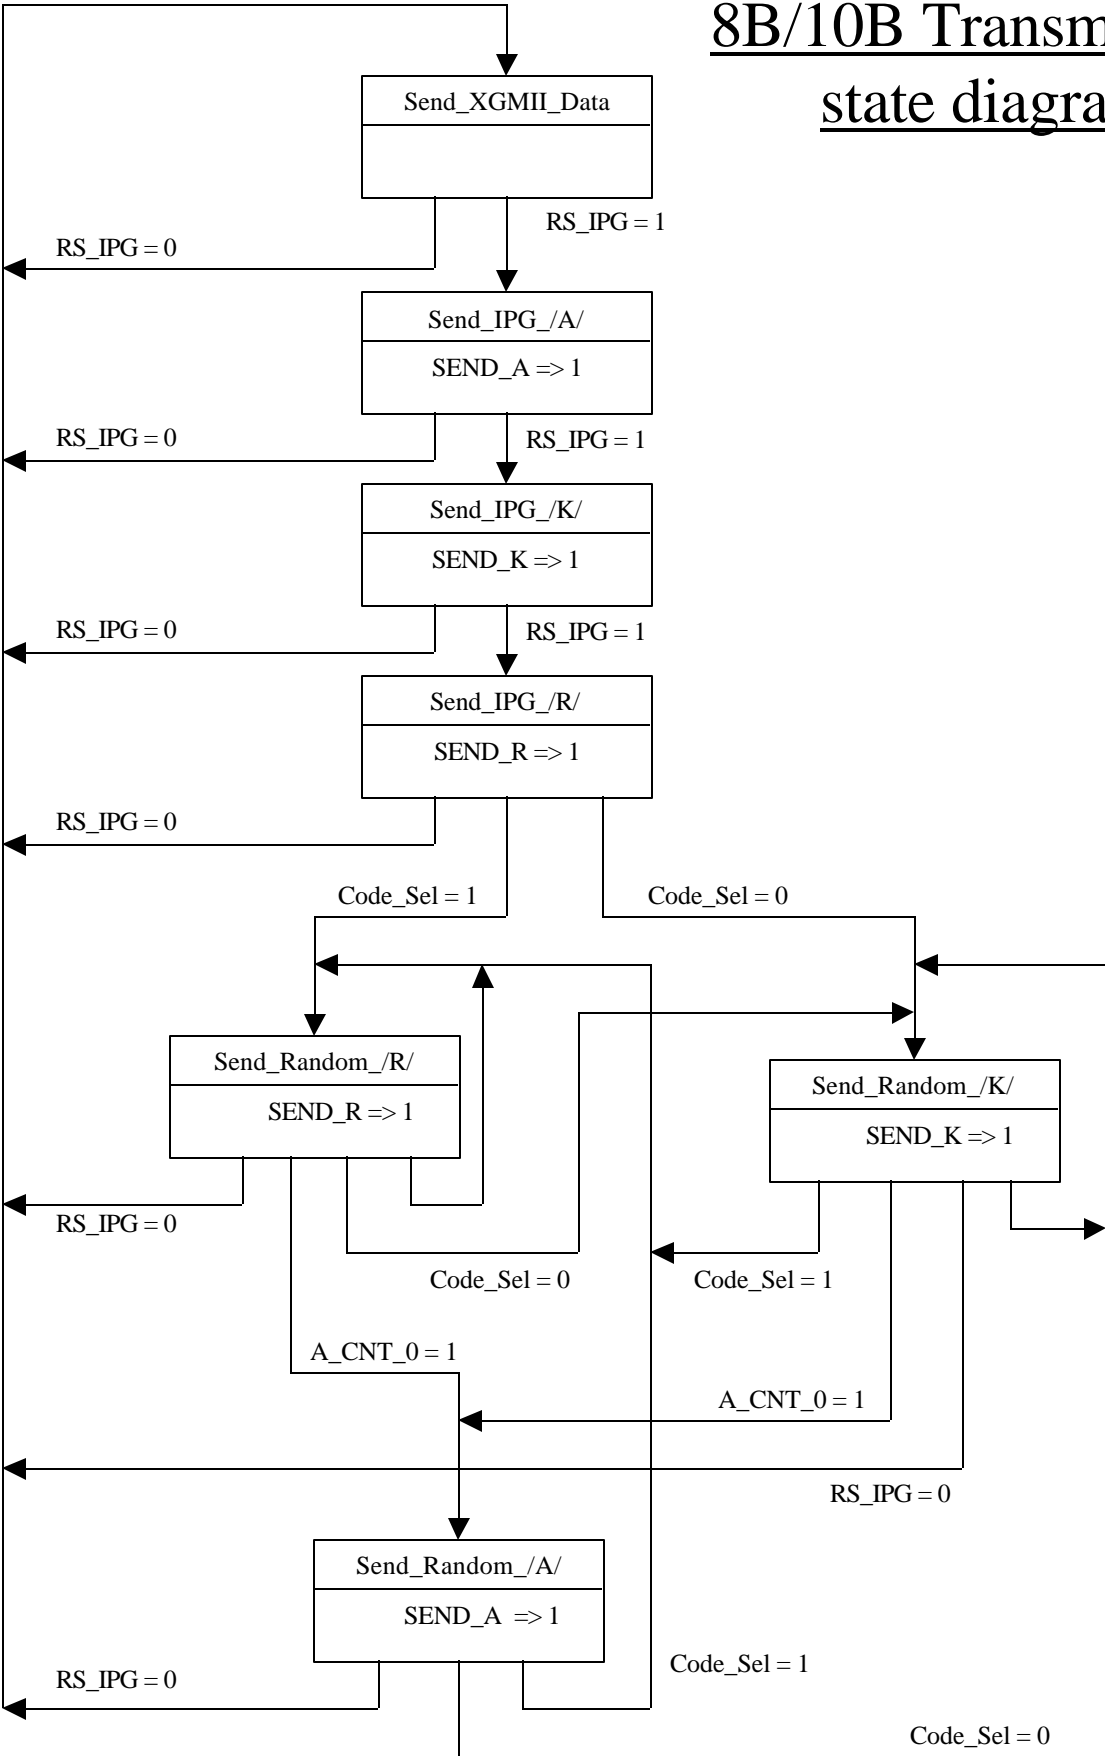 8B/10B Transm
state diagra
Send_XGMII_Data
RS_IPG = 1
RS_IPG = 0
Send_IPG_/A/
SEND_A => 1
RS_IPG = 0
RS_IPG = 1
Send_IPG_/K/
SEND_K => 1
RS_IPG = 0
RS_IPG = 1
Send_IPG_/R/
SEND_R => 1
RS_IPG = 0
Code_Sel = 1
Code_Sel = 0
Send_Random_/R/
SEND_R => 1
Send_Random_/K/
SEND_K => 1
RS_IPG = 0
Code_Sel = 0
Code_Sel = 1
A_CNT_0 = 1
A_CNT_0 = 1
RS_IPG = 0
Send_Random_/A/
SEND_A => 1
Code_Sel = 1
RS_IPG = 0
Code_Sel = 0